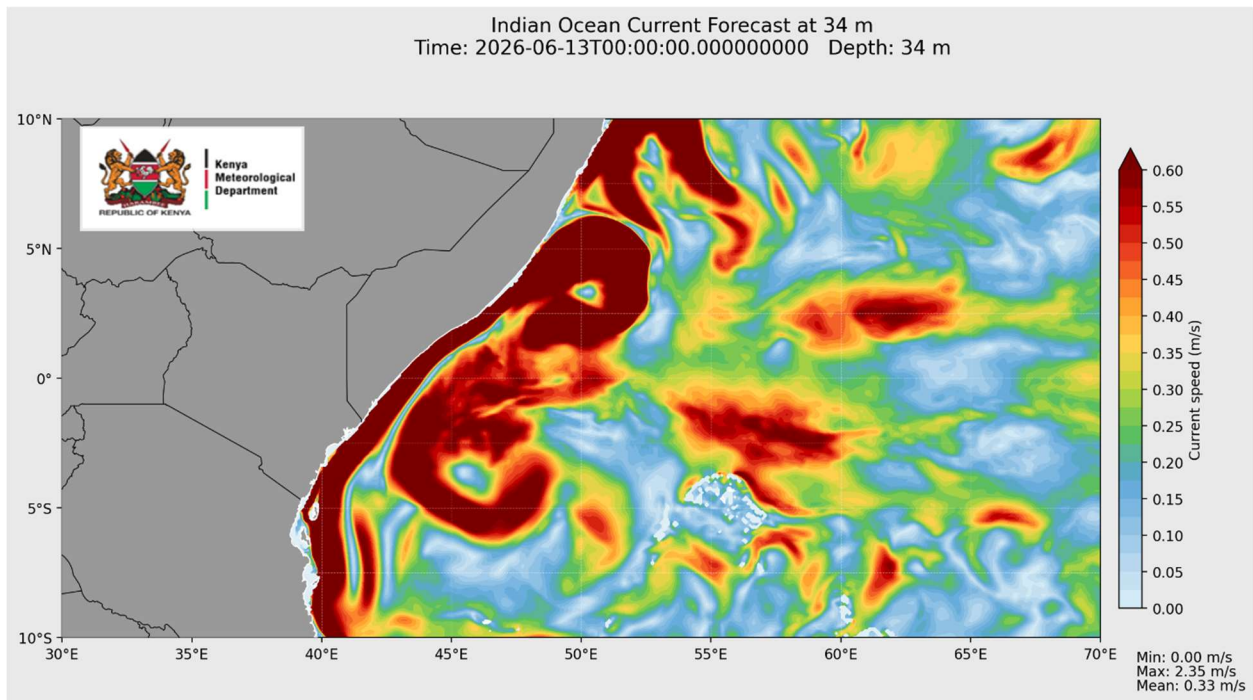 Indian Ocean Current Forecast at 34 m
Time: 2026-06-13T00:00:00.000000000   Depth: 34 m
Kenya
Meteorological
Department
REPUBLIC OF KENYA
10°N
5°N
0°
5°S
10°S
30°E
35°E
40°E
45°E
50°E
55°E
60°E
65°E
70°E
0.60
0.55
0.50
0.45
0.40
0.35
0.30
0.25
0.20
0.15
0.10
0.05
0.00
Current speed (m/s)
Min: 0.00 m/s
Max: 2.35 m/s
Mean: 0.33 m/s